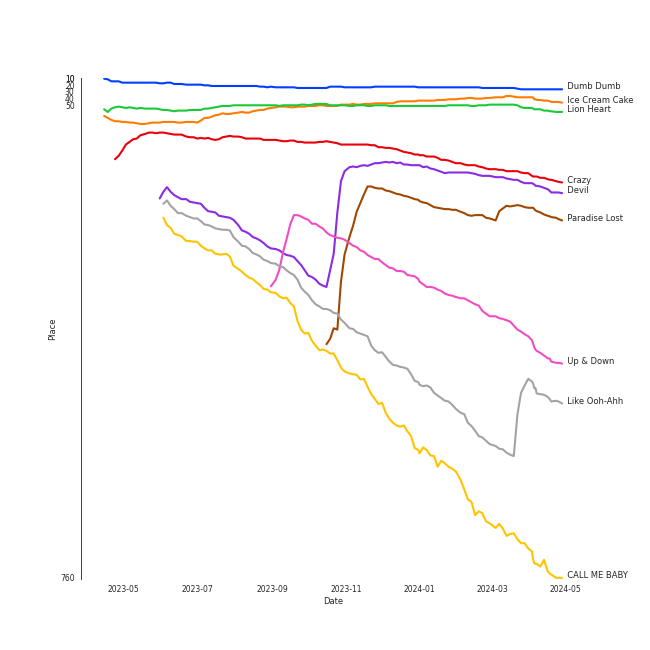 10
20
30
40
50
Dumb Dumb
Ice Cream Cake
Lion Heart
Crazy
Devil
Paradise Lost
Place
Up & Down
Like Ooh-Ahh
CALL ME BABY
760
2023-05 2023-07 2023-09 2023-11 2024-01 2024-03 2024-05
Date